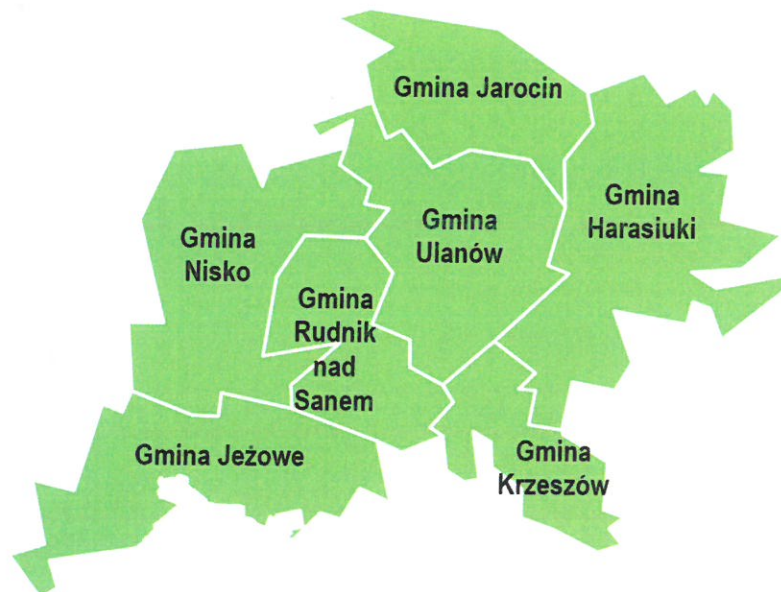 Gmina Jarocin
Gmina
Harasiuki
Gmina
Ulanów
Gmina
Nisko
Gmina
Rudnik
nad
Sanem
Gmina Jeżowe
Gmina
Krzeszów